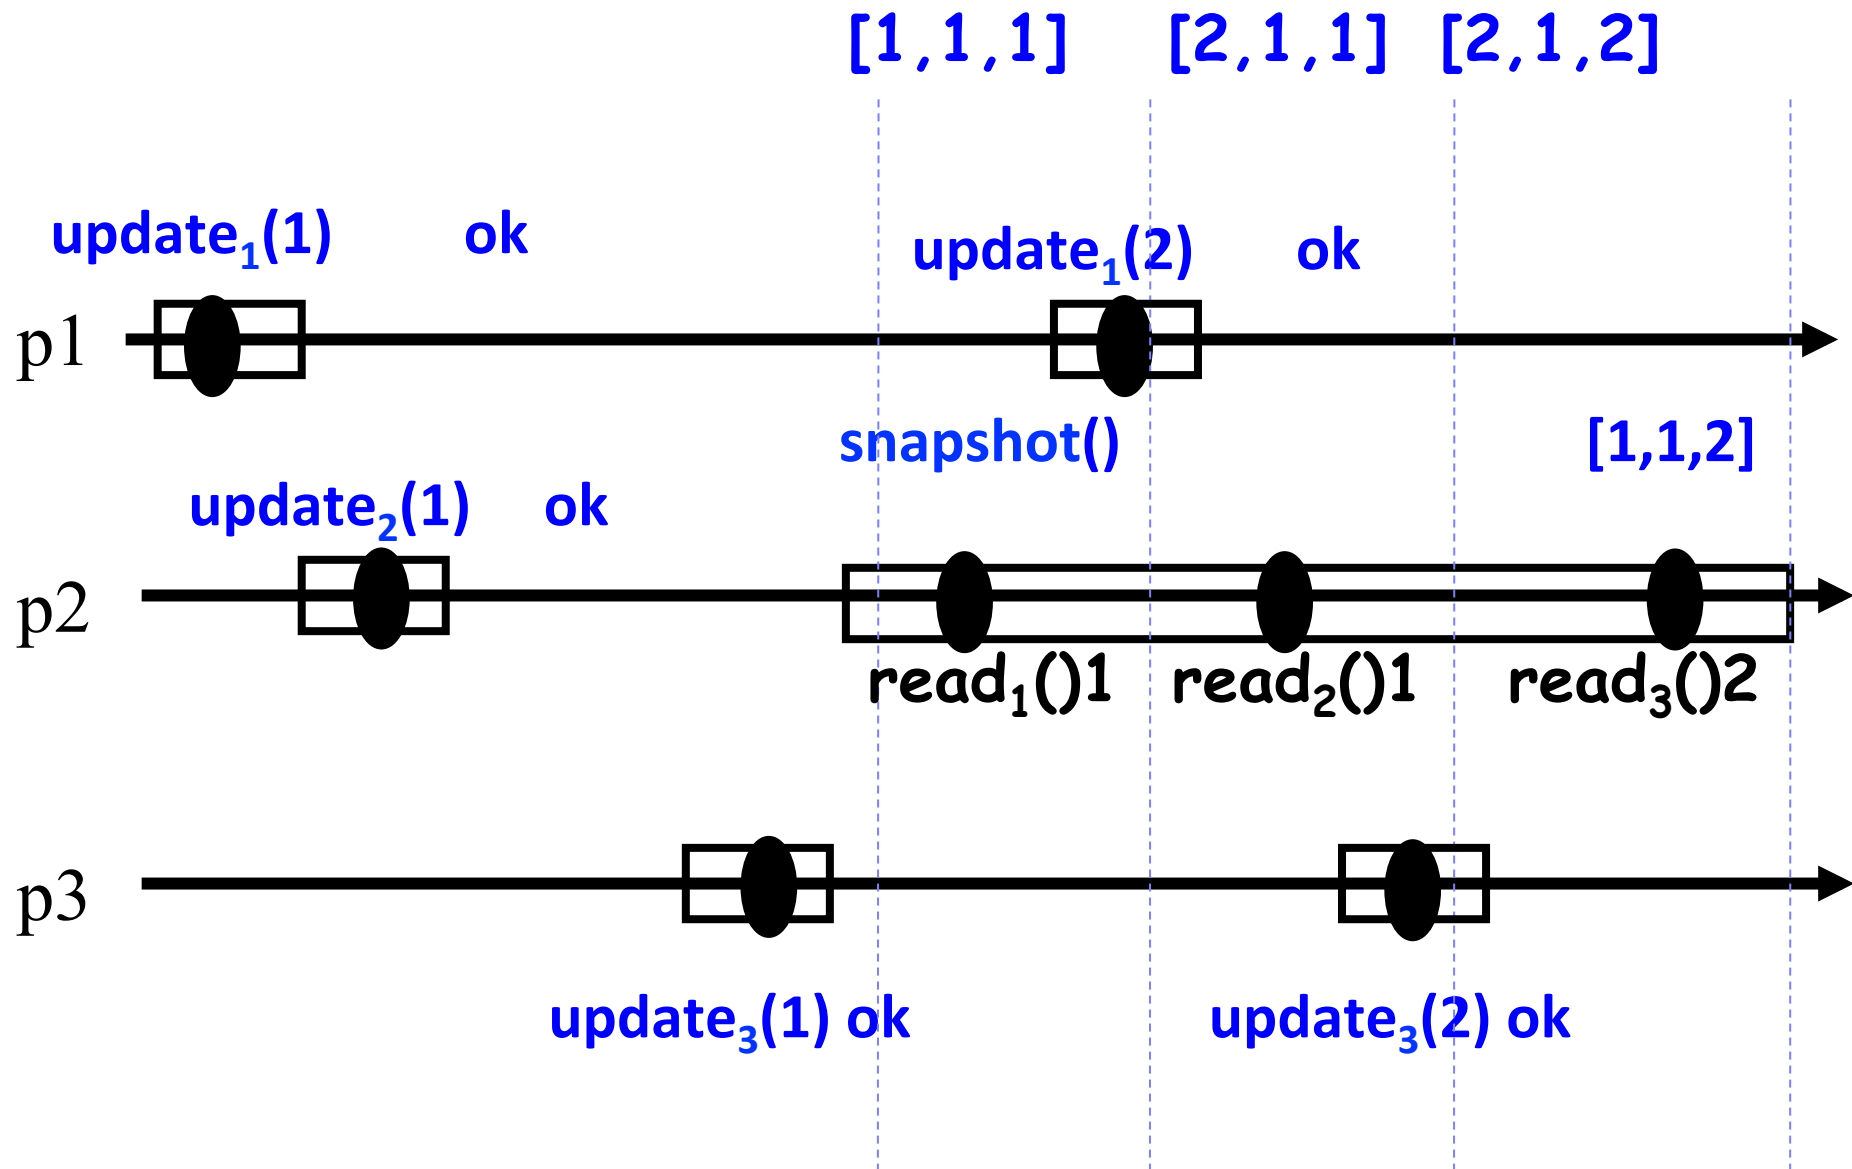 [1,1,1] [2,1,1] [2,1,2]
update₁(1) ok
update₁(2) ok
p1
snapshot() [1,1,2]
update₂(1) ok
p2
read₁()1 read₂()1 read₃()2
p3
update₃(1) ok update₃(2) ok